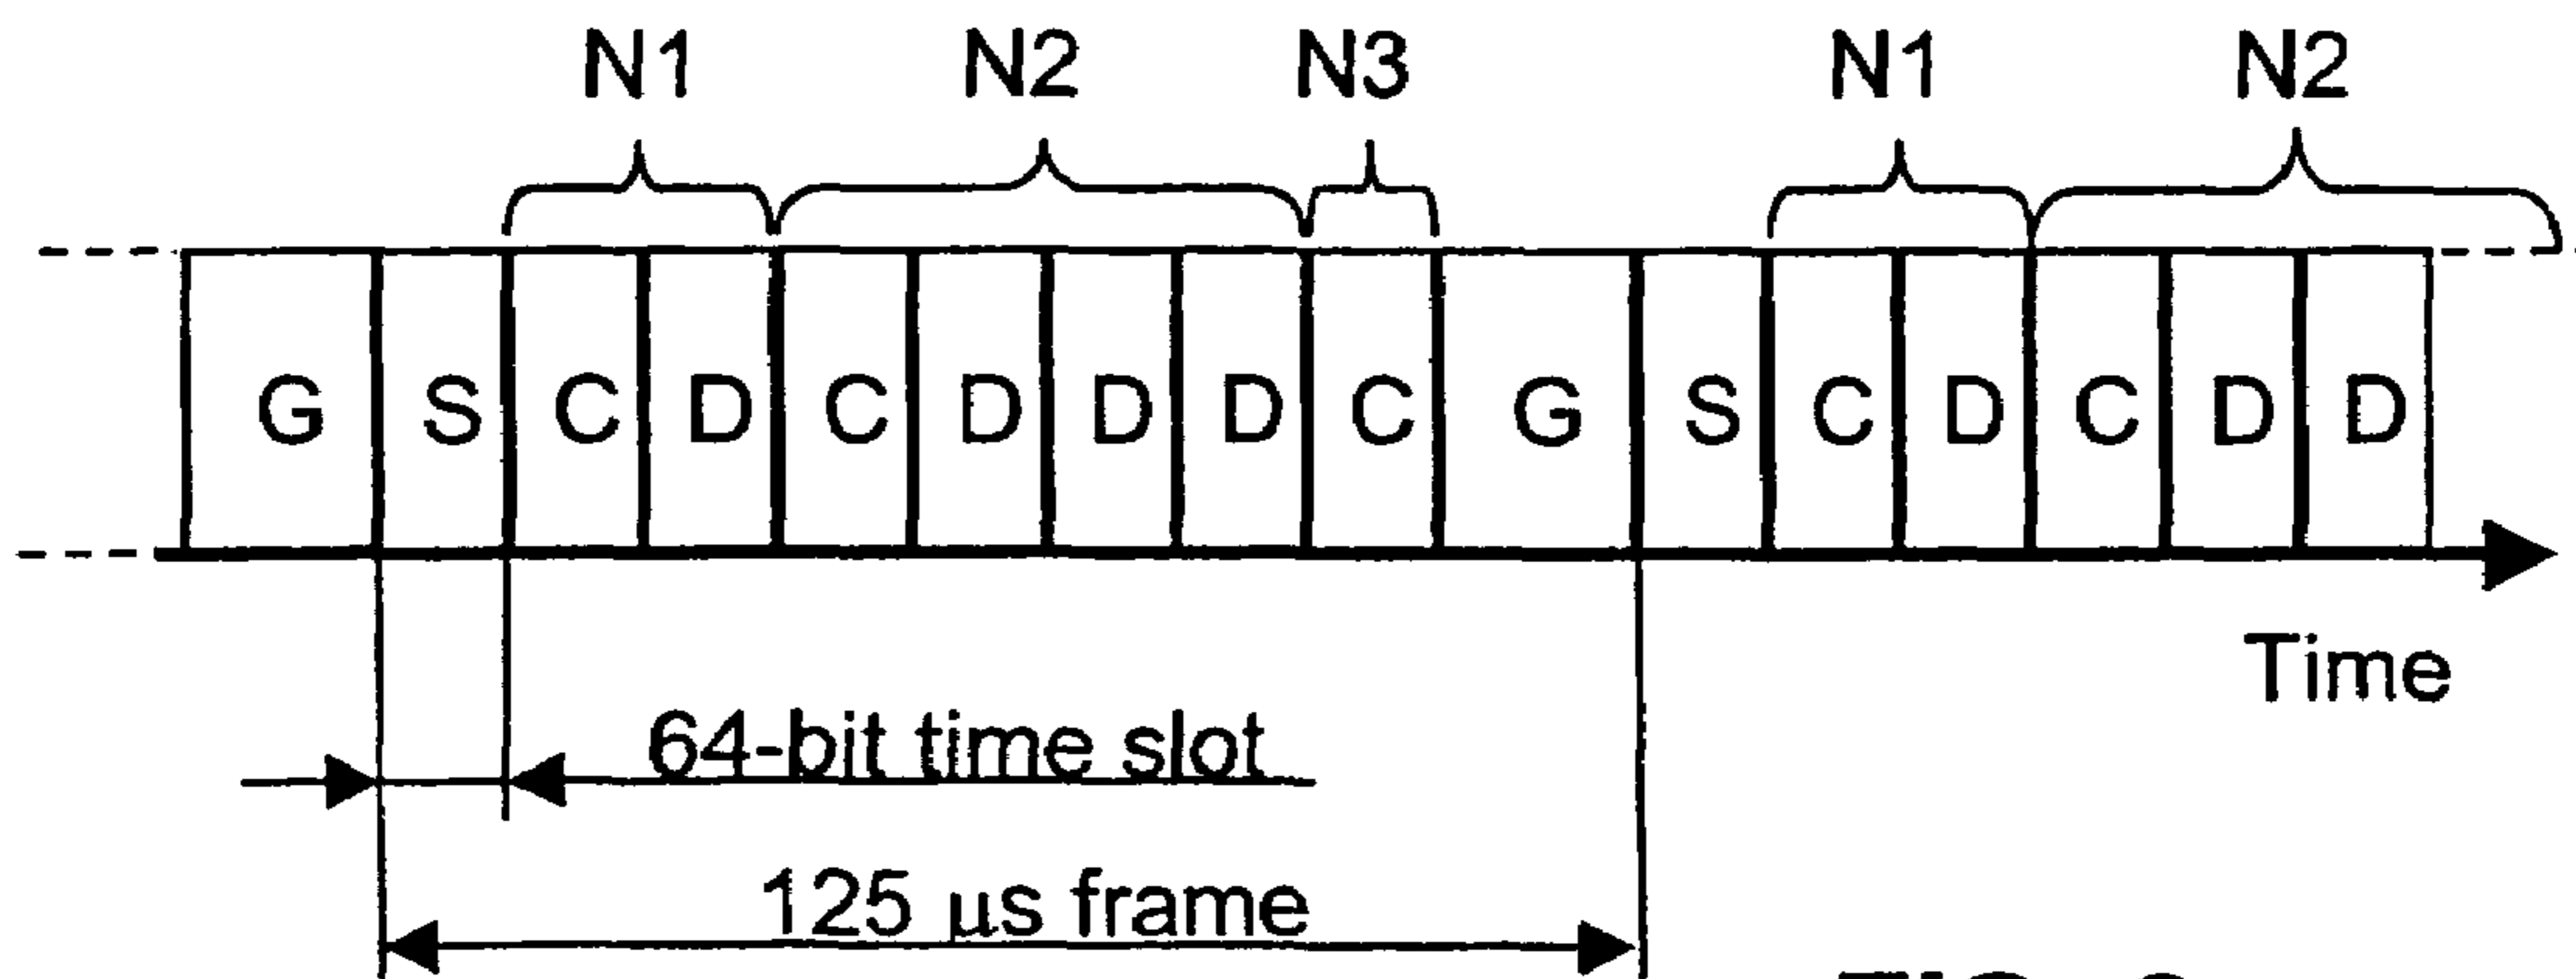 N1 N2 N3 N1 N2
G S C D C D D D C G S C D C D D
Time
64-bit time slot
125 μs frame